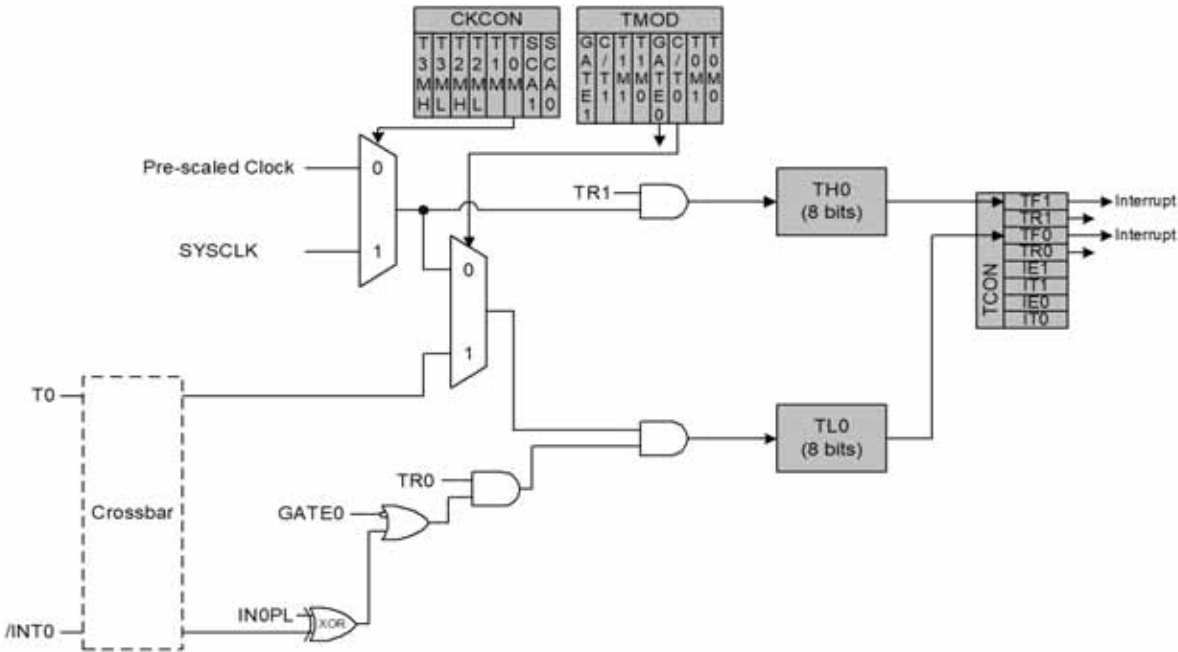 CKCON
T3MH T3ML T2MH T2ML T1M T0M SCA1 SCA0
TMOD
GATE1 C/T1 T1M1 T1M0 GATE0 C/T0 T0M1 T0M0
Pre-scaled Clock
0
SYSCLK
1
TR1
TH0
(8 bits)
TCON
TF1
TR1
TF0
TR0
IE1
IT1
IE0
IT0
Interrupt
Interrupt
0
1
T0
Crossbar
/INT0
TR0
GATE0
IN0PL
XOR
TL0
(8 bits)